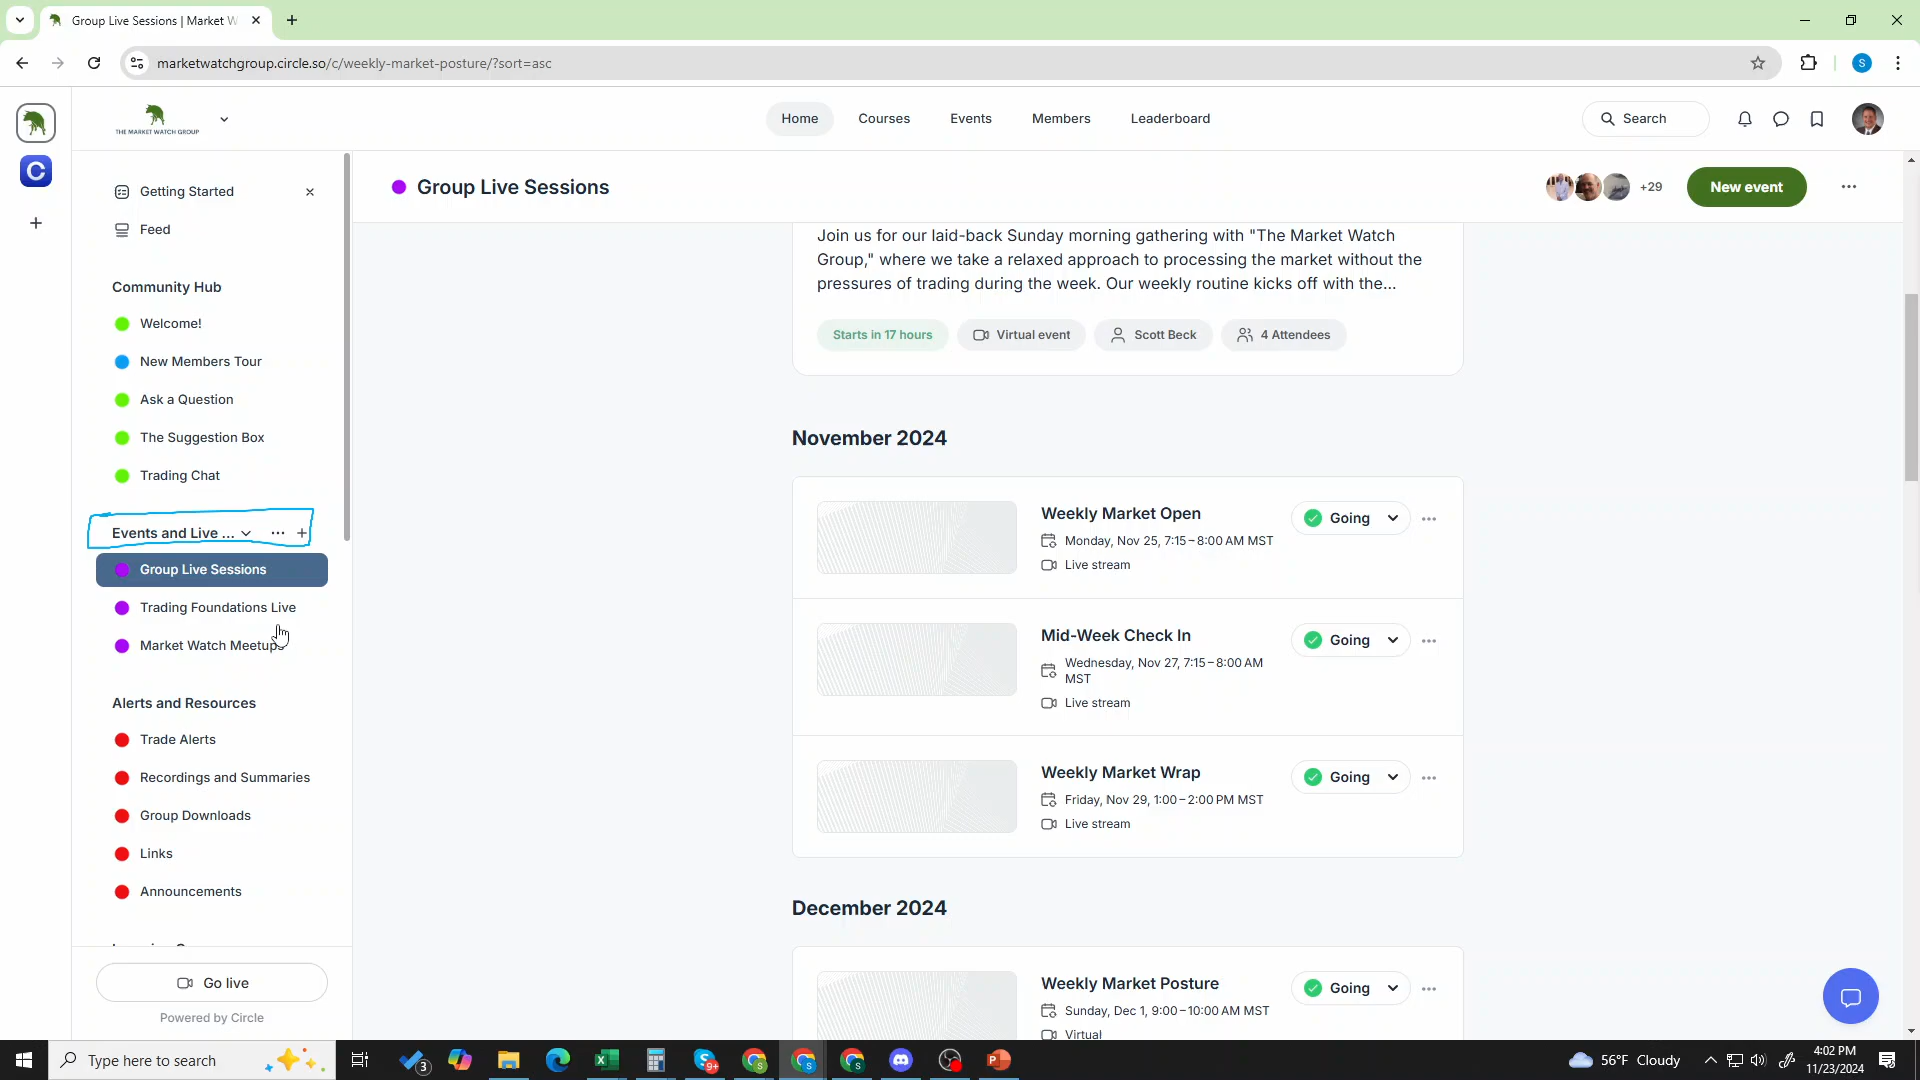 Group Live Sessions | Market W
marketwatchgroup.circle.so/c/weekly-market-posture/?sort=asc
S
THE MARKET WATCH GROUP
Home
Courses
Events
Members
Leaderboard
Search
C
Getting Started
Feed
Community Hub
Welcome!
New Members Tour
Ask a Question
The Suggestion Box
Trading Chat
Events and Live ...
Group Live Sessions
Trading Foundations Live
Market Watch Meetups
Alerts and Resources
Trade Alerts
Recordings and Summaries
Group Downloads
Links
Announcements
Go live
Powered by Circle
Group Live Sessions
+29
New event
Join us for our laid-back Sunday morning gathering with "The Market Watch
Group," where we take a relaxed approach to processing the market without the
pressures of trading during the week. Our weekly routine kicks off with the...
Starts in 17 hours
Virtual event
Scott Beck
4 Attendees
November 2024
Weekly Market Open
Going
Monday, Nov 25, 7:15 – 8:00 AM MST
Live stream
Mid-Week Check In
Going
Wednesday, Nov 27, 7:15 – 8:00 AM
MST
Live stream
Weekly Market Wrap
Going
Friday, Nov 29, 1:00 – 2:00 PM MST
Live stream
December 2024
Weekly Market Posture
Going
Sunday, Dec 1, 9:00 – 10:00 AM MST
Virtual
Type here to search
3
9+
56°F Cloudy
4:02 PM
11/23/2024